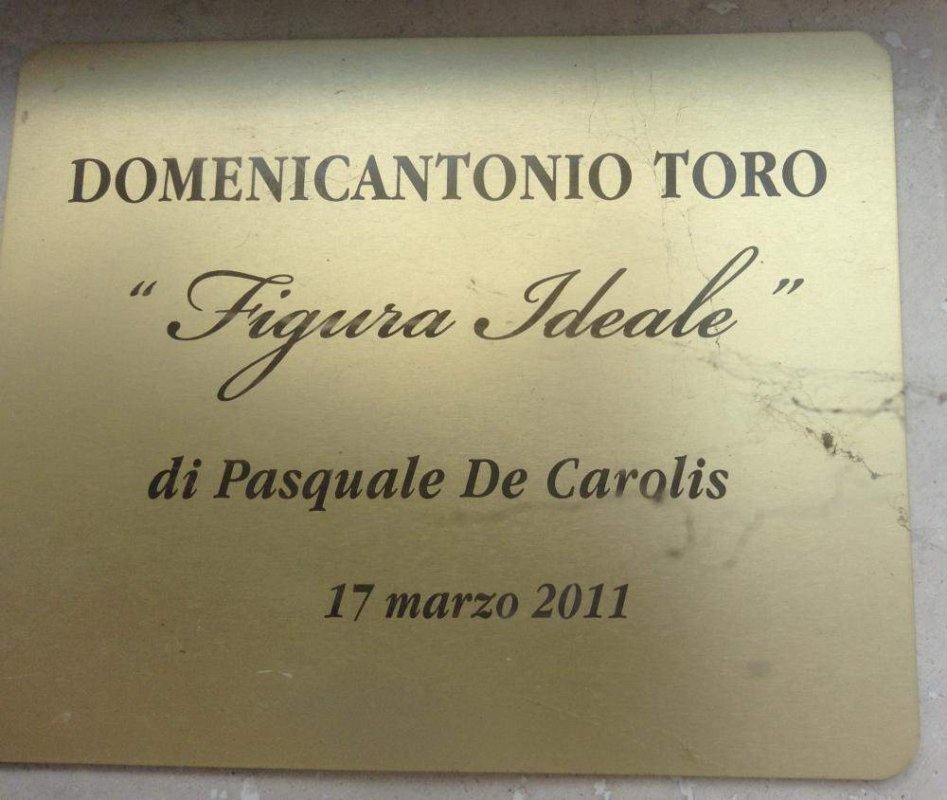 DOMENICANTONIO TORO
“Figura Ideale”
di Pasquale De Carolis
17 marzo 2011